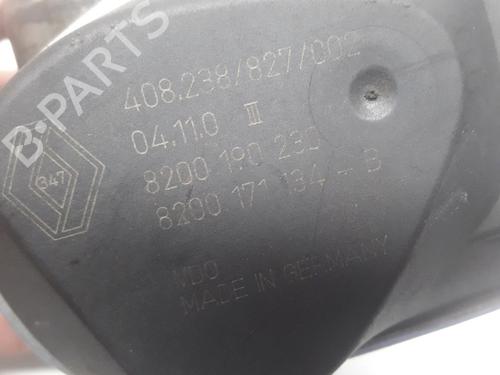 408.238/827/002
04.11.0 III
8200 190 230
8200 171 134-B
847
VDO
MADE IN GERMANY
B-PARTS